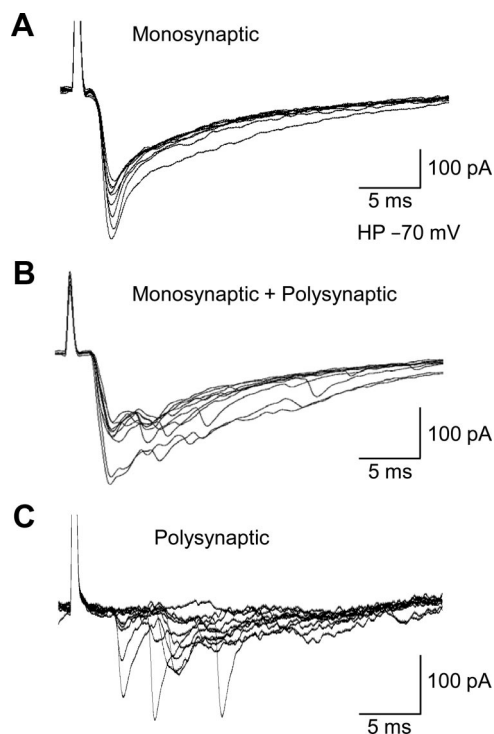 A
Monosynaptic
100 pA
5 ms
HP –70 mV
B
Monosynaptic + Polysynaptic
100 pA
5 ms
C
Polysynaptic
100 pA
5 ms